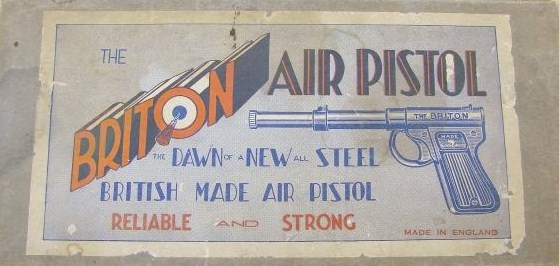 THE
BRITON
AIR PISTOL
THE BRITON
MADE
THE DAWN OF A NEW ALL STEEL
BRITISH MADE AIR PISTOL
RELIABLE AND STRONG
MADE IN ENGLAND